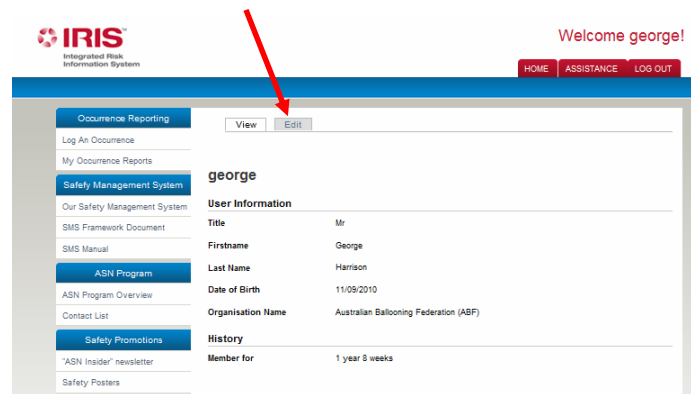 IRIS
Integrated Risk
Information System
Welcome george!
HOME ASSISTANCE LOG OUT
Occurrence Reporting
Log An Occurrence
My Occurrence Reports
Safefy Management System
Our Safety Management System
SMS Framework Document
SMS Manual
ASN Program
ASN Program Overview
Contact List
Safety Promotions
"ASN Insider" newsletter
Safety Posters
View Edit
george
User Information
Title Mr
Firstname George
Last Name Harrison
Date of Birth 11/09/2010
Organisation Name Australian Ballooning Federation (ABF)
History
Member for 1 year 8 weeks